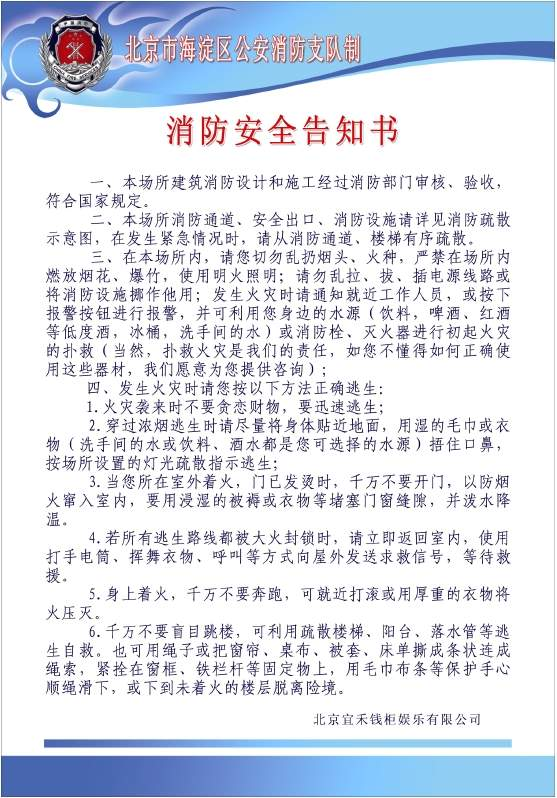 北京市海淀区公安消防支队制
消防安全告知书
一、本场所建筑消防设计和施工经过消防部门审核、验收，
符合国家规定。
二、本场所消防通道、安全出口、消防设施请详见消防疏散
示意图，在发生紧急情况时，请从消防通道、楼梯有序疏散。
三、在本场所内，请您切勿乱扔烟头、火种，严禁在场所内
燃放烟花、爆竹，使用明火照明；请勿乱拉、拔、插电源线路或
将消防设施挪作他用；发生火灾时请通知就近工作人员，或按下
报警按钮进行报警，并可利用您身边的水源（饮料，啤酒、红酒
等低度酒，冰桶，洗手间的水）或消防栓、灭火器进行初起火灾
的扑救（当然，扑救火灾是我们的责任，如您不懂得如何正确使
用这些器材，我们愿意为您提供咨询）；
四、发生火灾时请您按以下方法正确逃生：
1.火灾袭来时不要贪恋财物，要迅速逃生；
2.穿过浓烟逃生时请尽量将身体贴近地面，用湿的毛巾或衣
物（洗手间的水或饮料、酒水都是您可选择的水源）捂住口鼻，
按场所设置的灯光疏散指示逃生；
3.当您所在室外着火，门已发烫时，千万不要开门，以防烟
火窜入室内，要用浸湿的被褥或衣物等堵塞门窗缝隙，并泼水降
温。
4.若所有逃生路线都被大火封锁时，请立即返回室内，使用
打手电筒、挥舞衣物、呼叫等方式向屋外发送求救信号，等待救
援。
5.身上着火，千万不要奔跑，可就近打滚或用厚重的衣物将
火压灭。
6.千万不要盲目跳楼，可利用疏散楼梯、阳台、落水管等逃
生自救。也可用绳子或把窗帘、桌布、被套、床单撕成条状连成
绳索，紧拴在窗框、铁栏杆等固定物上，用毛巾布条等保护手心
顺绳滑下，或下到未着火的楼层脱离险境。
北京宜禾钱柜娱乐有限公司